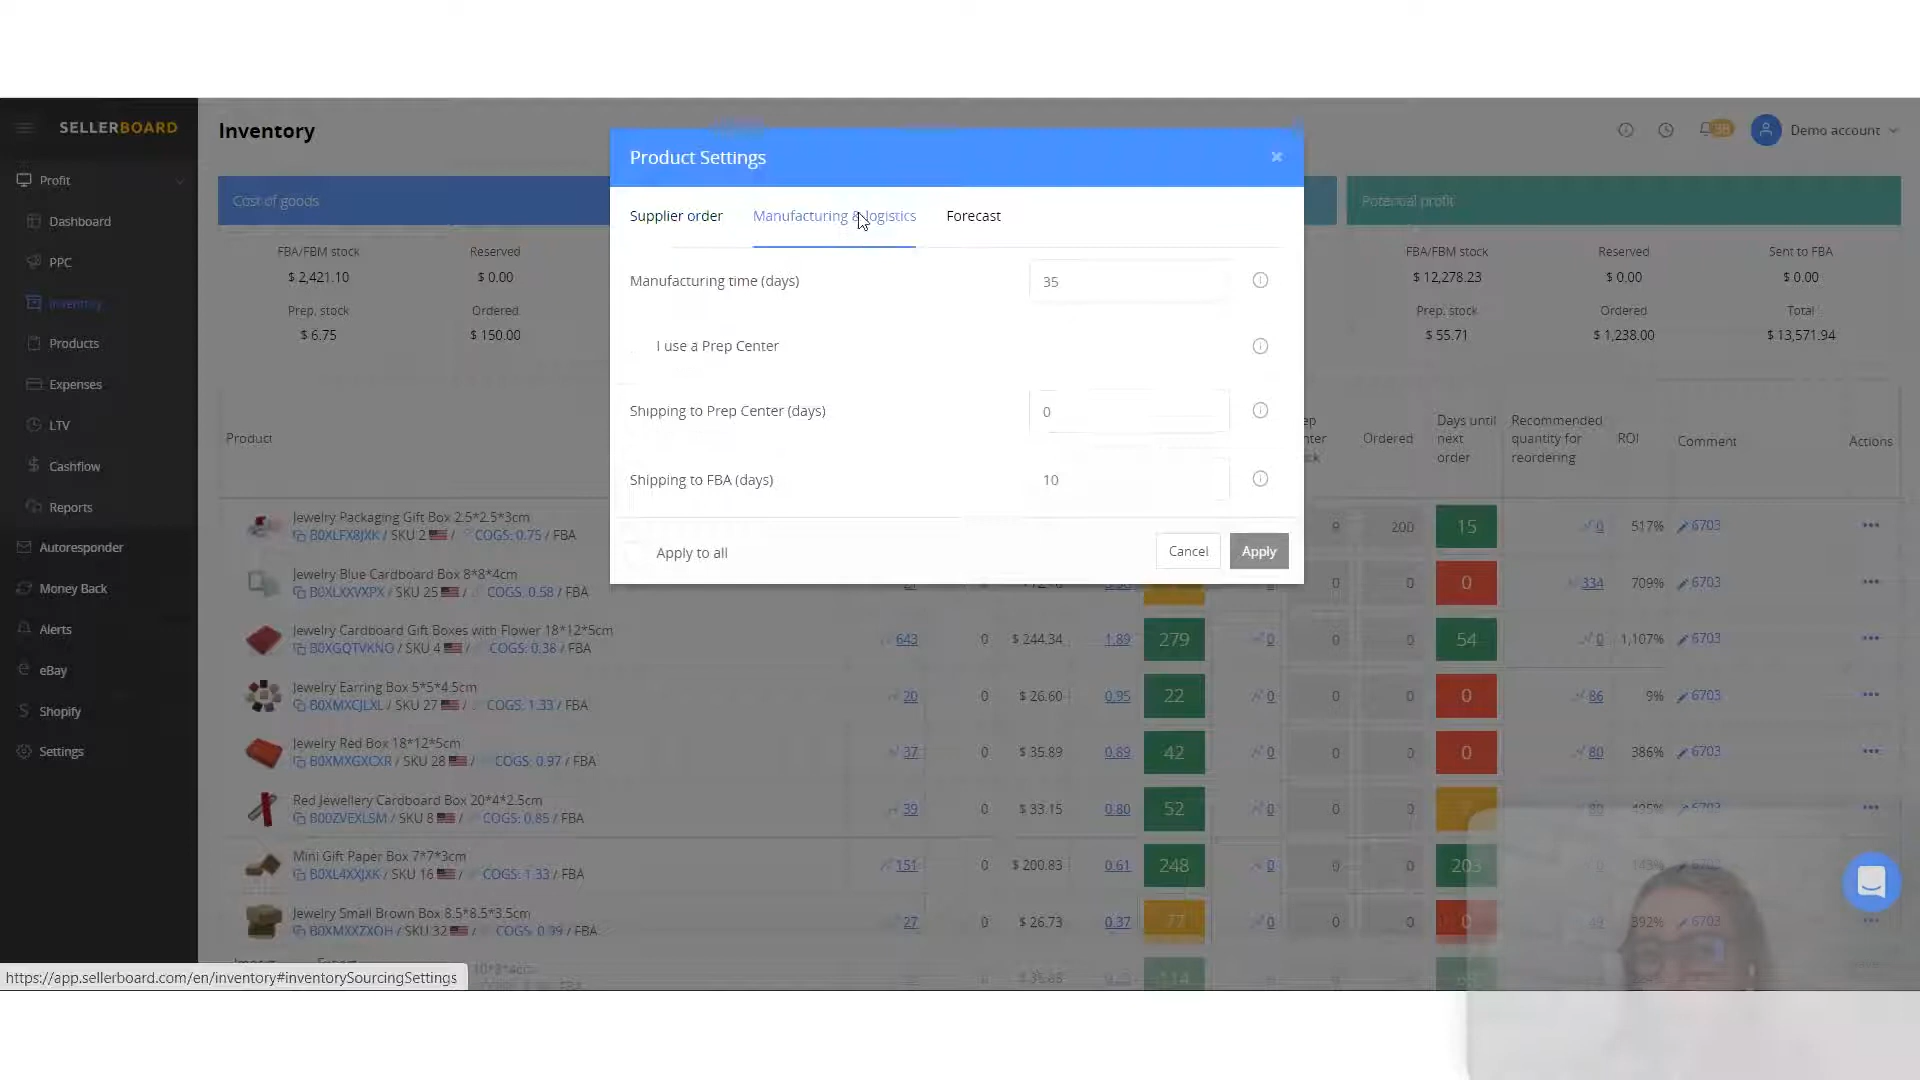 SELLERBOARD
Inventory
38
Demo account
Profit
Dashboard
PPC
Inventory
Products
Expenses
LTV
Cashflow
Reports
Autoresponder
Money Back
Alerts
eBay
Shopify
Settings
Cost of goods
FBA/FBM stock
Reserved
$ 2,421.10
$ 0.00
Prep. stock
Ordered
$ 6.75
$ 150.00
Potential profit
FBA/FBM stock
Reserved
Sent to FBA
$ 12,278.23
$ 0.00
$ 0.00
Prep. stock
Ordered
Total
$ 55.71
$ 1,238.00
$ 13,571.94
Product Settings
Supplier order
Manufacturing & logistics
Forecast
Manufacturing time (days)
35
I use a Prep Center
Shipping to Prep Center (days)
0
Shipping to FBA (days)
10
Apply to all
Cancel
Apply
Product
Ordered
Days until
next
order
Recommended
quantity for
reordering
ROI
Comment
Actions
Jewelry Packaging Gift Box 2.5*2.5*3cm
B0XLFX8JXK / SKU 2 / COGS: 0.75 / FBA
200 15 0 517% 6703
Jewelry Blue Cardboard Box 8*8*4cm
B0XLXXVXPX / SKU 25 / COGS: 0.58 / FBA
0 0 0 334 709% 6703
Jewelry Cardboard Gift Boxes with Flower 18*12*5cm
B0XGQTVKNO / SKU 4 / COGS: 0.38 / FBA
643 0 $ 244.34 1.89 279 0 0 0 54 0 1,107% 6703
Jewelry Earring Box 5*5*4.5cm
B0XMXCJLXL / SKU 27 / COGS: 1.33 / FBA
20 0 $ 26.60 0.95 22 0 0 0 0 86 9% 6703
Jewelry Red Box 18*12*5cm
B0XMXGXCXR / SKU 28 / COGS: 0.97 / FBA
37 0 $ 35.89 0.89 42 0 0 0 0 80 386% 6703
Red Jewellery Cardboard Box 20*4*2.5cm
B00ZVEXLSM / SKU 8 / COGS: 0.85 / FBA
39 0 $ 33.15 0.80 52 0 0 0
Mini Gift Paper Box 7*7*3cm
B0XL4XXJXK / SKU 16 / COGS: 1.33 / FBA
151 0 $ 200.83 0.61 248 0 0 0 203
Jewelry Small Brown Box 8.5*8.5*3.5cm
B0XMXXZXOH / SKU 32 / COGS: 0.99 / FBA
27 0 $ 26.73 0.37 77 0 0 0 0
https://app.sellerboard.com/en/inventory#inventorySourcingSettings